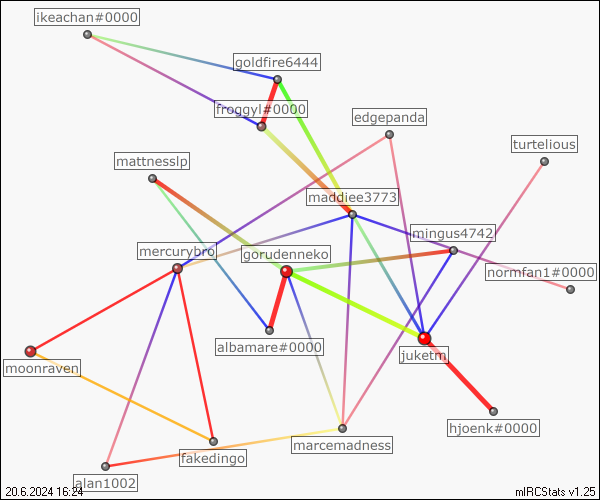 ikeachan#0000
goldfire6444
froggyl#0000
edgepanda
turtelious
mattnesslp
maddiee3773
mingus4742
mercurybro
gorudenneko
normfan1#0000
albamare#0000
juketm
moonraven
hjoenk#0000
marcemadness
fakedingo
alan1002
20.6.2024 16:24
mIRCStats v1.25